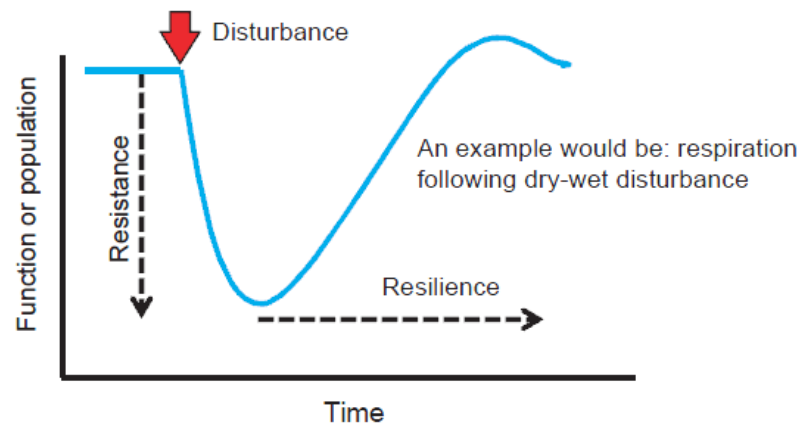 Disturbance
Function or population
Resistance
An example would be: respiration
following dry-wet disturbance
Resilience
Time